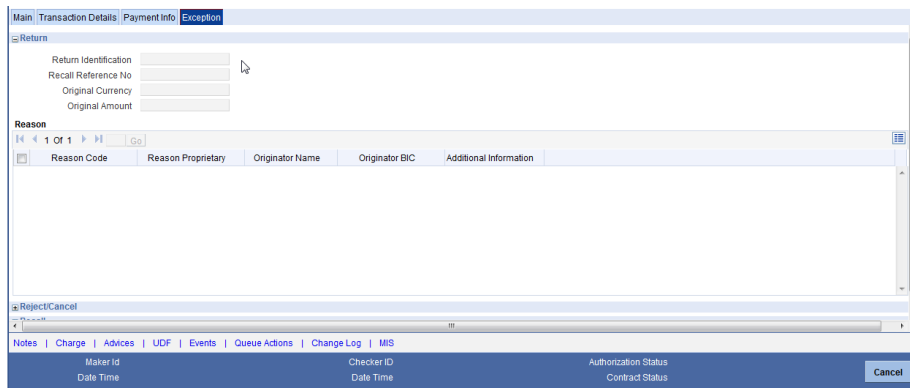 Main Transaction Details Payment Info Exception
Return
Return Identification
Recall Reference No
Original Currency
Original Amount
Reason
1 Of 1 Go
Reason Code Reason Proprietary Originator Name Originator BIC Additional Information
Reject/Cancel
Recall
Notes | Charge | Advices | UDF | Events | Queue Actions | Change Log | MIS
Maker Id Checker ID Authorization Status
Date Time Date Time Contract Status
Cancel